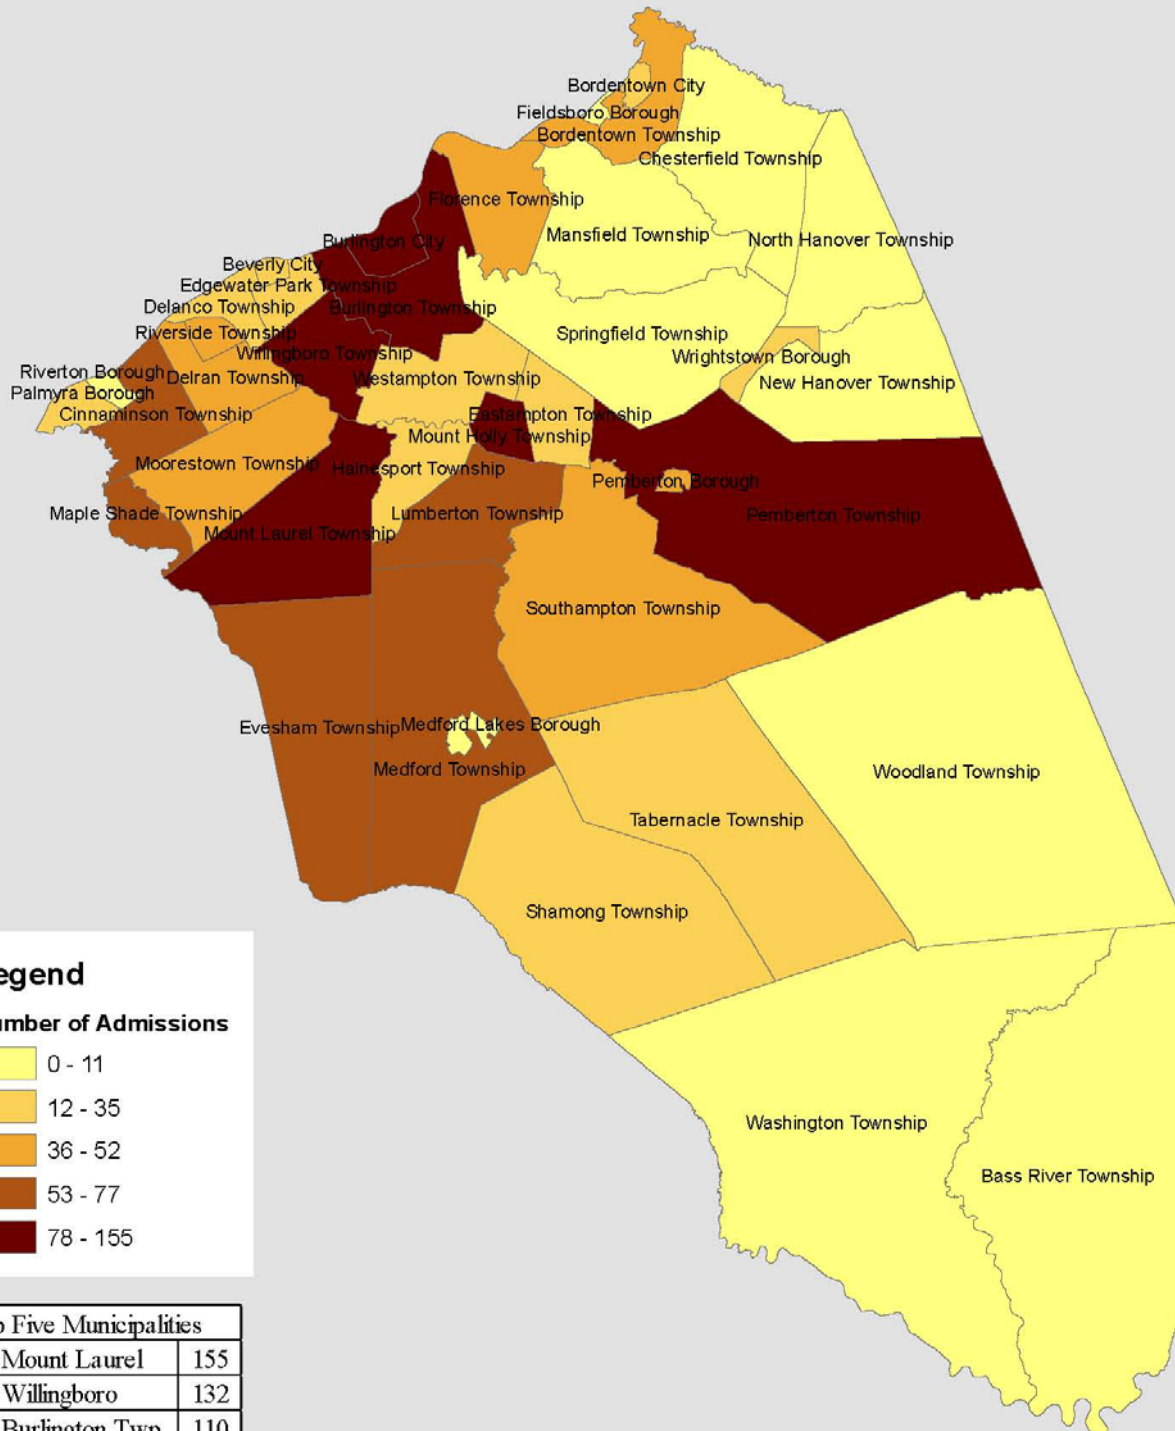 Bordentown City
Fieldsboro Borough
Bordentown Township
Chesterfield Township
Florence Township
Mansfield Township
North Hanover Township
Burlington City
Beverly City
Edgewater Park Township
Delanco Township
Burlington Township
Riverside Township
Springfield Township
Willingboro Township
Wrightstown Borough
Riverton Borough
Delran Township
Westampton Township
New Hanover Township
Palmyra Borough
Cinnaminson Township
Eastampton Township
Mount Holly Township
Moorestown Township
Hainesport Township
Pemberton Borough
Maple Shade Township
Lumberton Township
Pemberton Township
Mount Laurel Township
Southampton Township
Evesham Township
Medford Lakes Borough
Medford Township
Woodland Township
Tabernacle Township
Shamong Township
Washington Township
Bass River Township
egend
umber of Admissions
0 - 11
12 - 35
36 - 52
53 - 77
78 - 155
p Five Municipalities
Mount Laurel 155
Willingboro 132
Burlington Twp 110